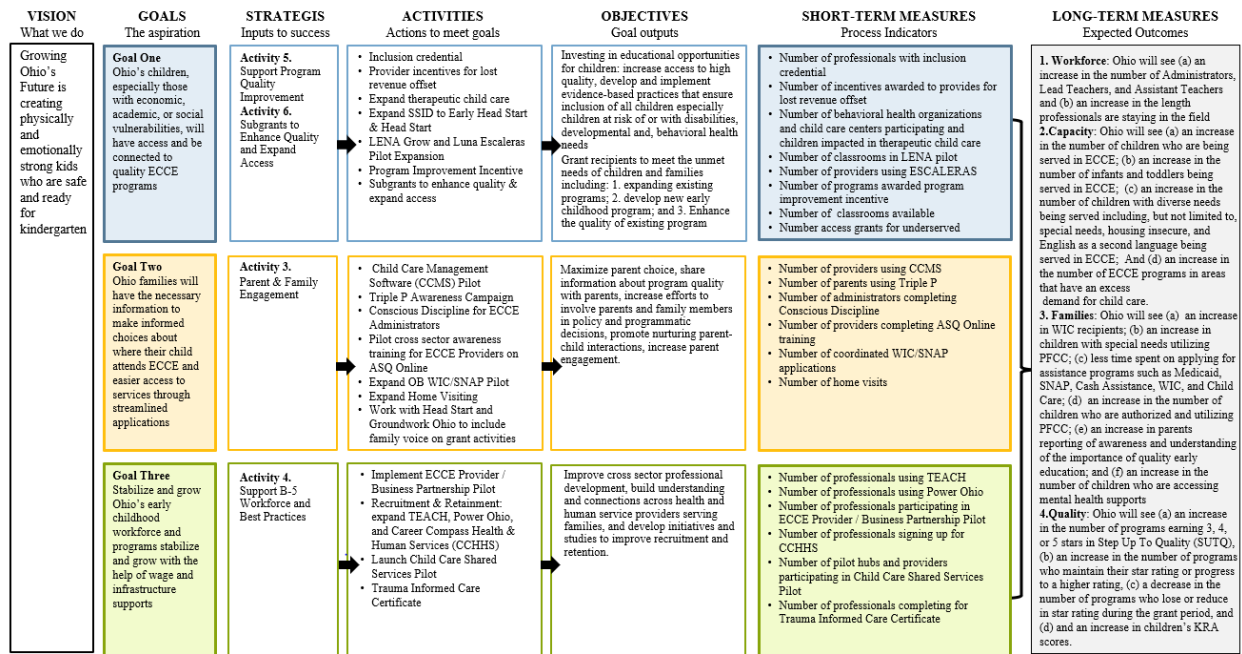 VISION
What we do
GOALS
The aspiration
STRATEGIS
Inputs to success
ACTIVITIES
Actions to meet goals
OBJECTIVES
Goal outputs
SHORT-TERM MEASURES
Process Indicators
LONG-TERM MEASURES
Expected Outcomes
Growing
Ohio's
Future is
creating
physically
and
emotionally
strong kids
who are safe
and ready
for
kindergarten
Goal One
Ohio's children,
especially those
with economic,
academic, or social
vulnerabilities, will
have access and be
connected to
quality ECCE
programs
Activity 5.
Support Program
Quality
Improvement
Activity 6.
Subgrants to
Enhance Quality
and Expand
Access
• Inclusion credential
• Provider incentives for lost
revenue offset
• Expand therapeutic child care
• Expand SSID to Early Head Start
& Head Start
• LENA Grow and Luna Escaleras
Pilot Expansion
• Program Improvement Incentive
• Subgrants to enhance quality &
expand access
Investing in educational opportunities
for children: increase access to high
quality, develop and implement
evidence-based practices that ensure
inclusion of all children especially
children at risk of or with disabilities,
developmental and, behavioral health
needs
Grant recipients to meet the unmet
needs of children and families
including: 1. expanding existing
programs; 2. develop new early
childhood program; and 3. Enhance
the quality of existing program
• Number of professionals with inclusion
credential
• Number of incentives awarded to provides for
lost revenue offset
• Number of behavioral health organizations
and child care centers participating and
children impacted in therapeutic child care
• Number of classrooms in LENA pilot
• Number of providers using ESCALERAS
• Number of programs awarded program
improvement incentive
• Number of classrooms available
• Number access grants for underserved
Goal Two
Ohio families will
have the necessary
information to
make informed
choices about
where their child
attends ECCE and
easier access to
services through
streamlined
applications
Activity 3.
Parent & Family
Engagement
• Child Care Management
Software (CCMS) Pilot
• Triple P Awareness Campaign
• Conscious Discipline for ECCE
Administrators
• Pilot cross sector awareness
training for ECCE Providers on
ASQ Online
• Expand OB WIC/SNAP Pilot
• Expand Home Visiting
• Work with Head Start and
Groundwork Ohio to include
family voice on grant activities
Maximize parent choice, share
information about program quality
with parents, increase efforts to
involve parents and family members
in policy and programmatic
decisions, promote nurturing parent-
child interactions, increase parent
engagement.
• Number of providers using CCMS
• Number of parents using Triple P
• Number of administrators completing
Conscious Discipline
• Number of providers completing ASQ Online
training
• Number of coordinated WIC/SNAP
applications
• Number of home visits
Goal Three
Stabilize and grow
Ohio's early
childhood
workforce and
programs stabilize
and grow with the
help of wage and
infrastructure
supports
Activity 4.
Support B-5
Workforce and
Best Practices
• Implement ECCE Provider /
Business Partnership Pilot
• Recruitment & Retainment:
expand TEACH, Power Ohio,
and Career Compass Health &
Human Services (CCHHS)
• Launch Child Care Shared
Services Pilot
• Trauma Informed Care
Certificate
Improve cross sector professional
development, build understanding
and connections across health and
human service providers serving
families, and develop initiatives and
studies to improve recruitment and
retention.
• Number of professionals using TEACH
• Number of professionals using Power Ohio
• Number of professionals participating in
ECCE Provider / Business Partnership Pilot
• Number of professionals signing up for
CCHHS
• Number of pilot hubs and providers
participating in Child Care Shared Services
Pilot
• Number of professionals completing for
Trauma Informed Care Certificate
1. Workforce: Ohio will see (a) an
increase in the number of Administrators,
Lead Teachers, and Assistant Teachers
and (b) an increase in the length
professionals are staying in the field
2.Capacity: Ohio will see (a) an increase
in the number of children who are being
served in ECCE; (b) an increase in the
number of infants and toddlers being
served in ECCE; (c) an increase in the
number of children with diverse needs
being served including, but not limited to,
special needs, housing insecure, and
English as a second language being
served in ECCE; And (d) an increase in
the number of ECCE programs in areas
that have an excess
demand for child care.
3. Families: Ohio will see (a) an increase
in WIC recipients; (b) an increase in
children with special needs utilizing
PFCC; (c) less time spent on applying for
assistance programs such as Medicaid,
SNAP, Cash Assistance, WIC, and Child
Care; (d) an increase in the number of
children who are authorized and utilizing
PFCC; (e) an increase in parents
reporting of awareness and understanding
of the importance of quality early
education; and (f) an increase in the
number of children who are accessing
mental health supports
4.Quality: Ohio will see (a) an increase
in the number of programs earning 3, 4,
or 5 stars in Step Up To Quality (SUTQ),
(b) an increase in the number of programs
who maintain their star rating or progress
to a higher rating, (c) a decrease in the
number of programs who lose or reduce
in star rating during the grant period, and
(d) and an increase in children's KRA
scores.